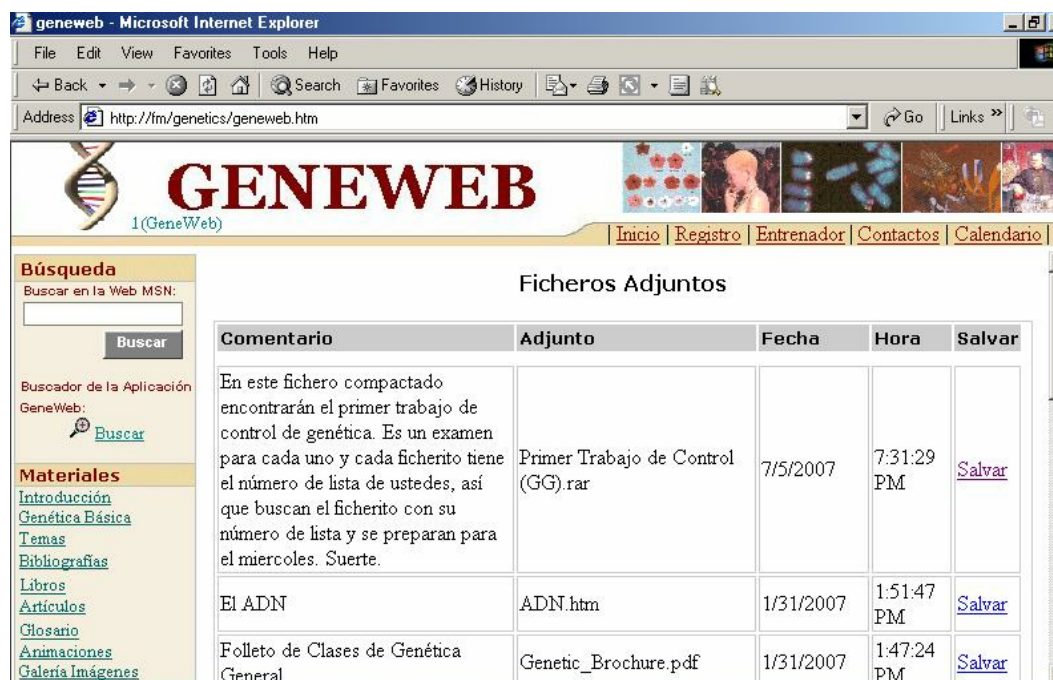 geneweb - Microsoft Internet Explorer
File Edit View Favorites Tools Help
Back Search Favorites History
Address http://fm/genetics/geneweb.htm Go Links »
GENEWEB
1(GeneWeb)
| Inicio | Registro | Entrenador | Contactos | Calendario |
Búsqueda
Buscar en la Web MSN:
Buscar
Buscador de la Aplicación
GeneWeb:
Buscar
Materiales
Introducción
Genética Básica
Temas
Bibliografías
Libros
Artículos
Glosario
Animaciones
Galería Imágenes
Ficheros Adjuntos
Comentario Adjunto Fecha Hora Salvar
En este fichero compactado
encontrarán el primer trabajo de
control de genética. Es un examen
para cada uno y cada ficherito tiene
el número de lista de ustedes, así
que buscan el ficherito con su
número de lista y se preparan para
el miercoles. Suerte.
Primer Trabajo de Control
(GG).rar
7/5/2007
7:31:29
PM
Salvar
El ADN
ADN.htm
1/31/2007
1:51:47
PM
Salvar
Folleto de Clases de Genética
General
Genetic_Brochure.pdf
1/31/2007
1:47:24
PM
Salvar